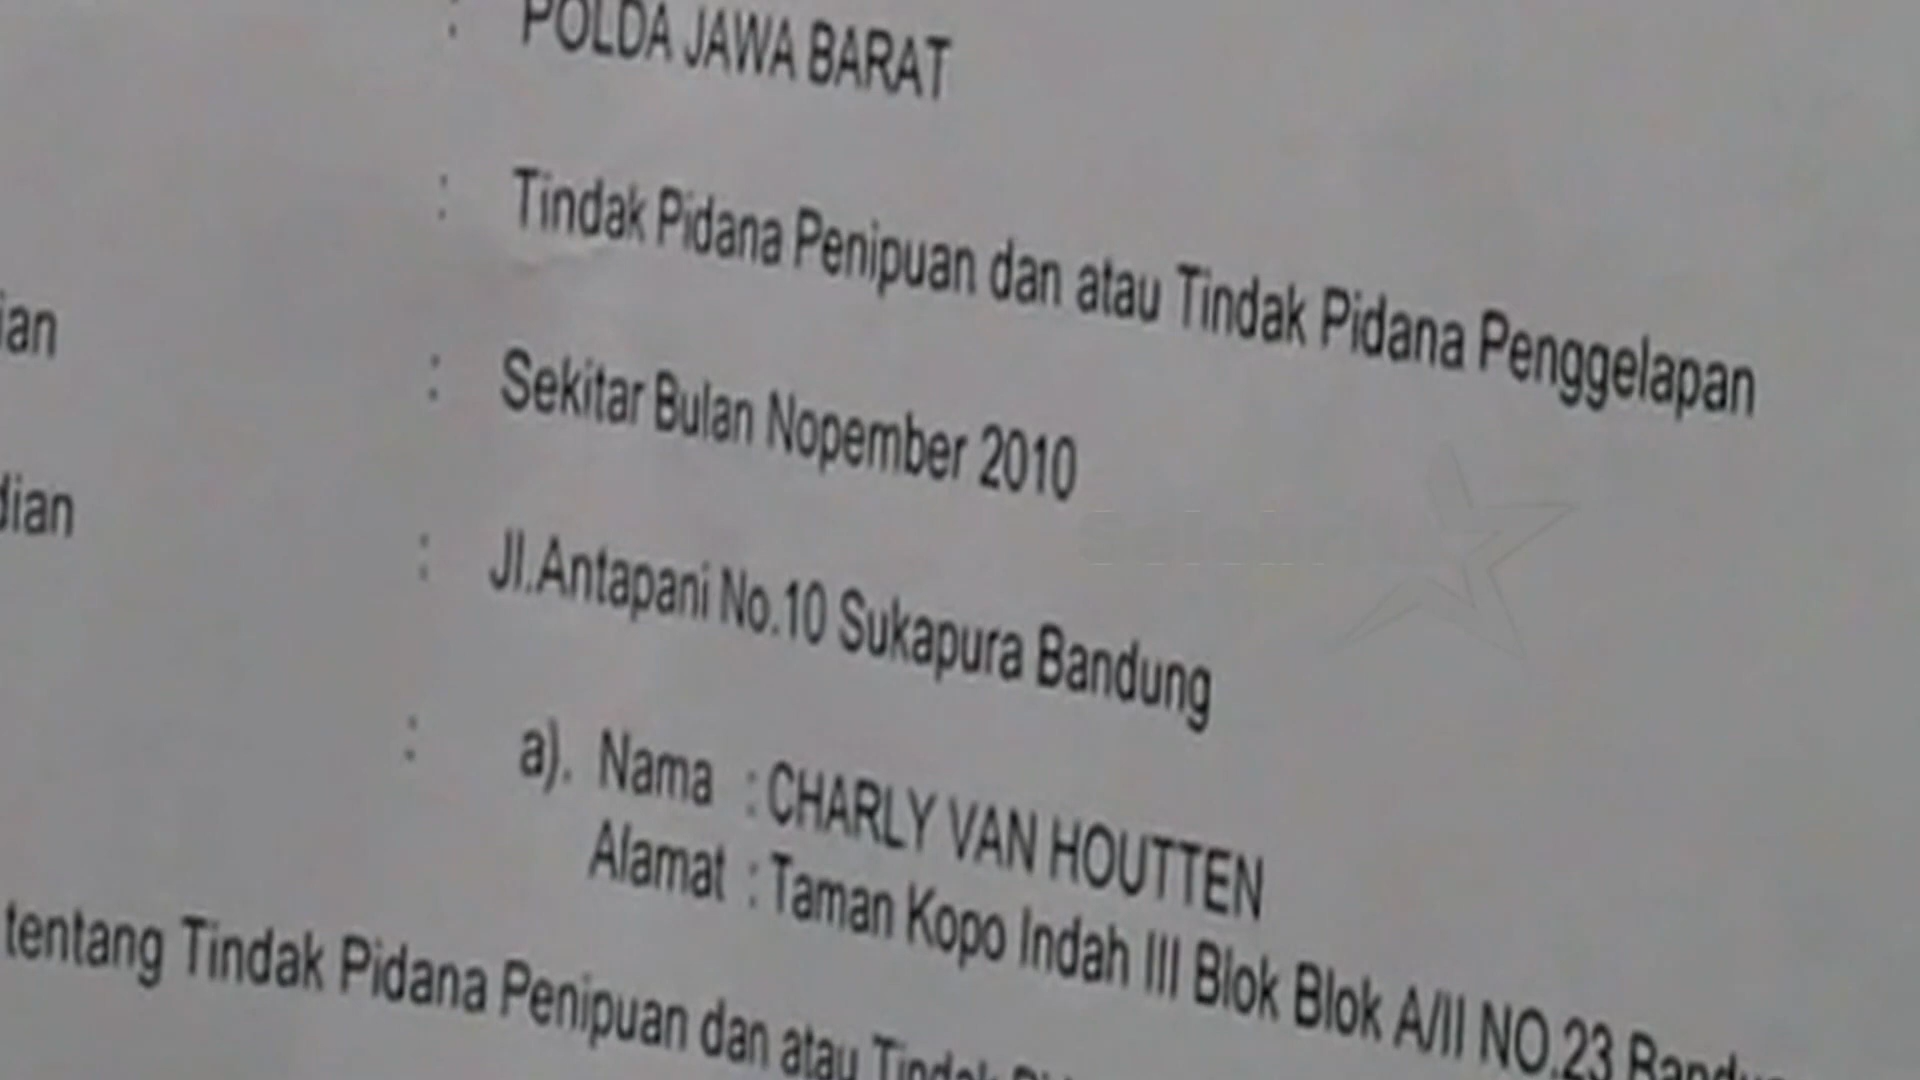 : POLDA JAWA BARAT
: Tindak Pidana Penipuan dan atau Tindak Pidana Penggelapan
ian : Sekitar Bulan Nopember 2010
dian : Jl.Antapani No.10 Sukapura Bandung
: a). Nama : CHARLY VAN HOUTTEN
Alamat : Taman Kopo Indah III Blok Blok A/II NO.23 Bandu
tentang Tindak Pidana Penipuan dan atau Tindak